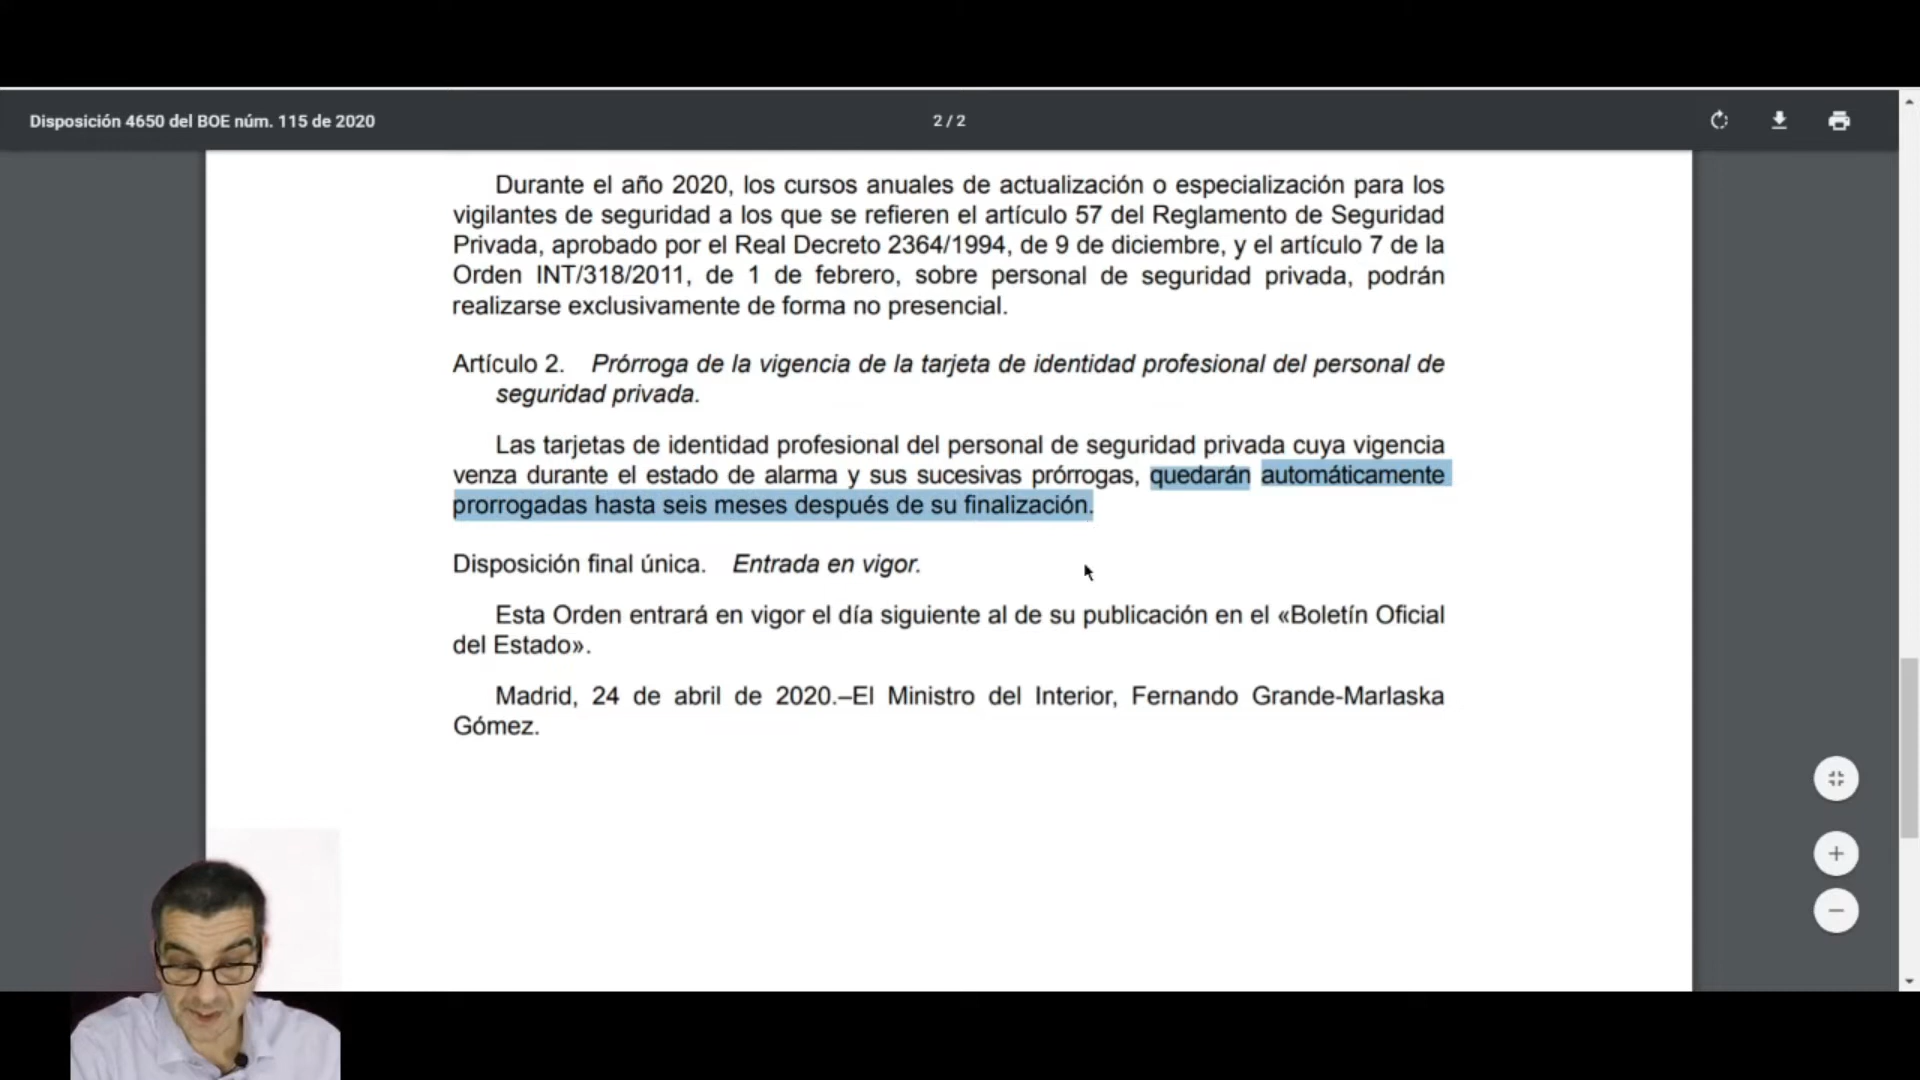 Disposición 4650 del BOE núm. 115 de 2020
2 / 2
Durante el año 2020, los cursos anuales de actualización o especialización para los
vigilantes de seguridad a los que se refieren el artículo 57 del Reglamento de Seguridad
Privada, aprobado por el Real Decreto 2364/1994, de 9 de diciembre, y el artículo 7 de la
Orden INT/318/2011, de 1 de febrero, sobre personal de seguridad privada, podrán
realizarse exclusivamente de forma no presencial.
Artículo 2. Prórroga de la vigencia de la tarjeta de identidad profesional del personal de
seguridad privada.
Las tarjetas de identidad profesional del personal de seguridad privada cuya vigencia
venza durante el estado de alarma y sus sucesivas prórrogas, quedarán automáticamente
prorrogadas hasta seis meses después de su finalización.
Disposición final única. Entrada en vigor.
Esta Orden entrará en vigor el día siguiente al de su publicación en el «Boletín Oficial
del Estado».
Madrid, 24 de abril de 2020.–El Ministro del Interior, Fernando Grande-Marlaska
Gómez.